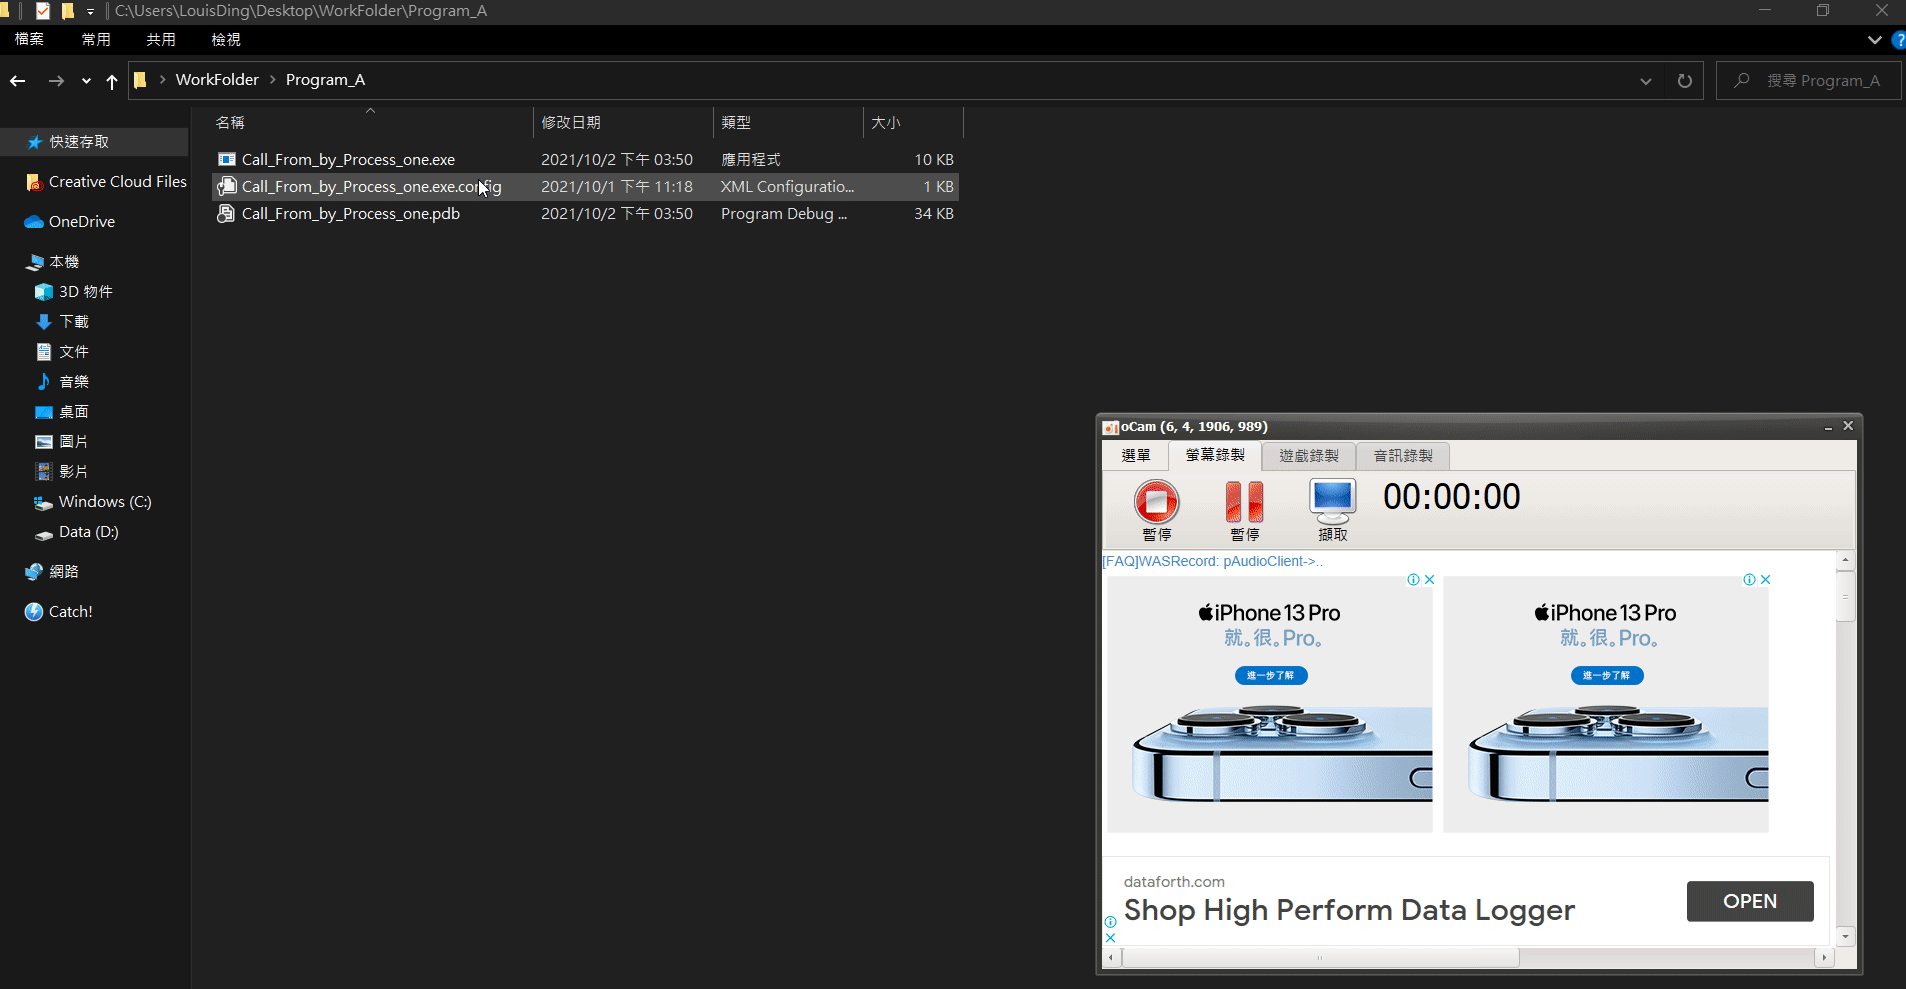 C:\Users\LouisDing\Desktop\WorkFolder\Program_A
檔案 常用 共用 檢視
WorkFolder > Program_A
搜尋 Program_A
名稱 修改日期 類型 大小
Call_From_by_Process_one.exe 2021/10/2 下午 03:50 應用程式 10 KB
Call_From_by_Process_one.exe.config 2021/10/1 下午 11:18 XML Configuratio... 1 KB
Call_From_by_Process_one.pdb 2021/10/2 下午 03:50 Program Debug ... 34 KB
快速存取
Creative Cloud Files
OneDrive
本機
3D 物件
下載
文件
音樂
桌面
圖片
影片
Windows (C:)
Data (D:)
網路
Catch!
oCam (6, 4, 1906, 989)
選單 螢幕錄製 遊戲錄製 音訊錄製
00:00:00
暫停 暫停 擷取
[FAQ]WASRecord: pAudioClient->..
iPhone 13 Pro
就。很。Pro。
進一步了解
iPhone 13 Pro
就。很。Pro。
進一步了解
dataforth.com
Shop High Perform Data Logger
OPEN